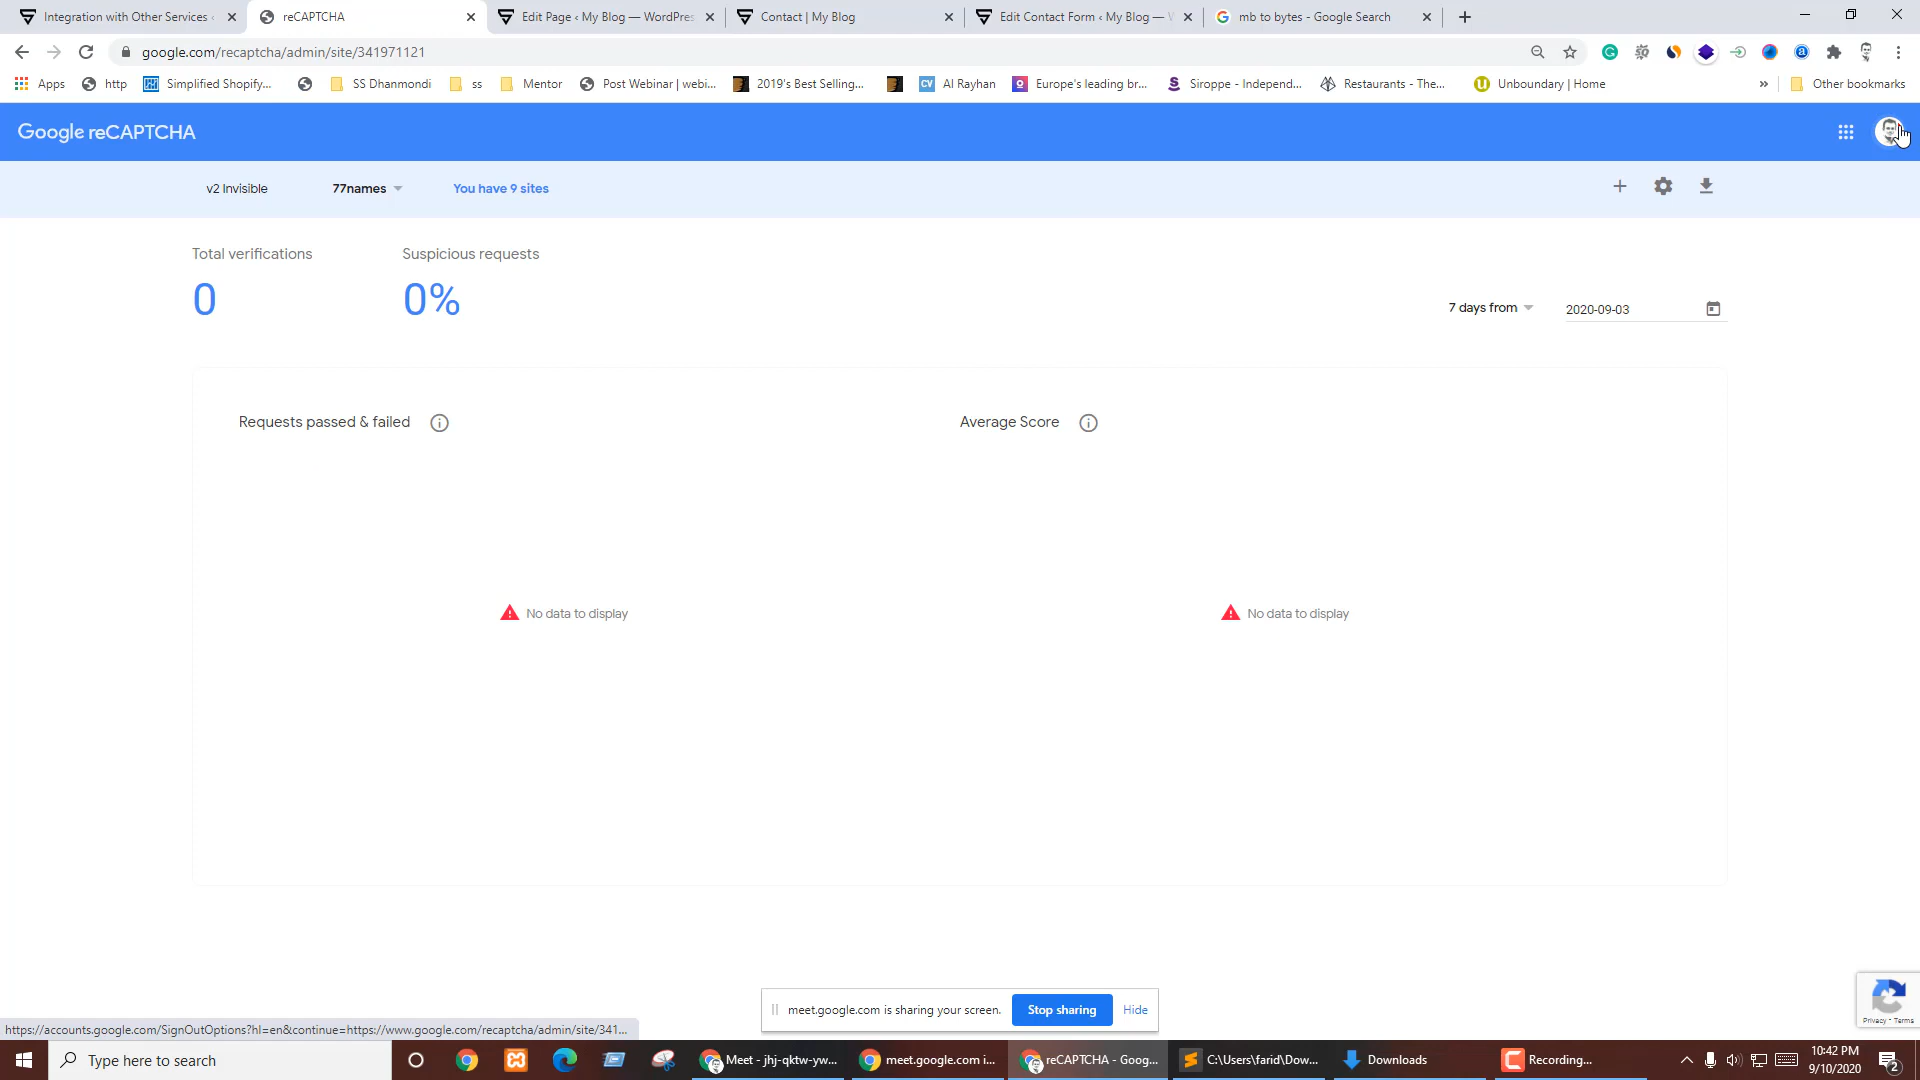 Integration with Other Services ‹
reCAPTCHA
Edit Page ‹ My Blog — WordPres
Contact | My Blog
Edit Contact Form ‹ My Blog — W
mb to bytes - Google Search
google.com/recaptcha/admin/site/341971121
Apps
http
Simplified Shopify...
SS Dhanmondi
ss
Mentor
Post Webinar | webi...
2019's Best Selling...
CV
Al Rayhan
Europe's leading br...
Siroppe - Independ...
Restaurants - The...
Unboundary | Home
»
Other bookmarks
Google reCAPTCHA
v2 Invisible
77names
You have 9 sites
Total verifications
Suspicious requests
0
0%
7 days from
2020-09-03
Requests passed & failed
Average Score
No data to display
No data to display
meet.google.com is sharing your screen.
Stop sharing
Hide
Privacy - Terms
https://accounts.google.com/SignOutOptions?hl=en&continue=https://www.google.com/recaptcha/admin/site/341...
Type here to search
Meet - jhj-qktw-yw...
meet.google.com i...
reCAPTCHA - Goog...
C:\Users\farid\Dow...
Downloads
Recording...
10:42 PM
9/10/2020
2